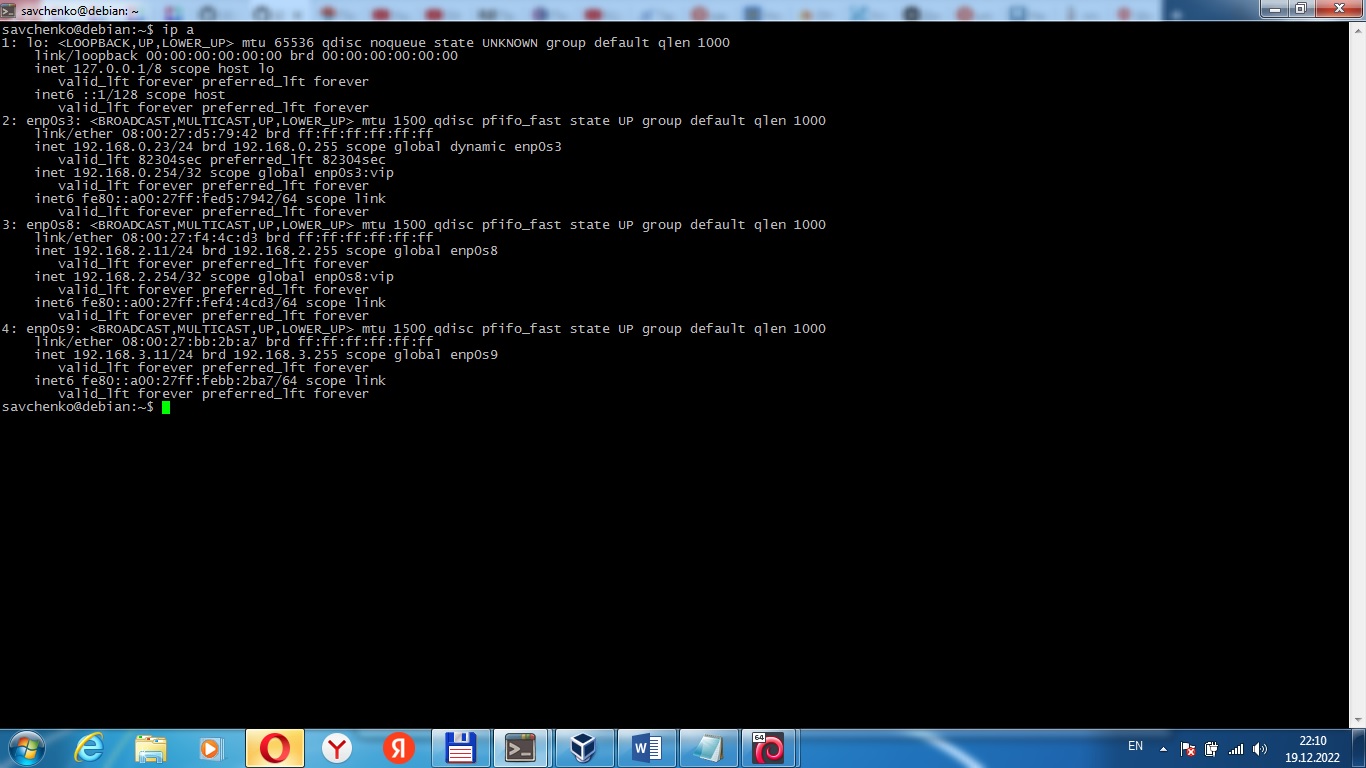 savchenko@debian: ~
savchenko@debian:~$ ip a
1: lo: <LOOPBACK,UP,LOWER_UP> mtu 65536 qdisc noqueue state UNKNOWN group default qlen 1000
    link/loopback 00:00:00:00:00:00 brd 00:00:00:00:00:00
    inet 127.0.0.1/8 scope host lo
       valid_lft forever preferred_lft forever
    inet6 ::1/128 scope host
       valid_lft forever preferred_lft forever
2: enp0s3: <BROADCAST,MULTICAST,UP,LOWER_UP> mtu 1500 qdisc pfifo_fast state UP group default qlen 1000
    link/ether 08:00:27:d5:79:42 brd ff:ff:ff:ff:ff:ff
    inet 192.168.0.23/24 brd 192.168.0.255 scope global dynamic enp0s3
       valid_lft 82304sec preferred_lft 82304sec
    inet 192.168.0.254/32 scope global enp0s3:vip
       valid_lft forever preferred_lft forever
    inet6 fe80::a00:27ff:fed5:7942/64 scope link
       valid_lft forever preferred_lft forever
3: enp0s8: <BROADCAST,MULTICAST,UP,LOWER_UP> mtu 1500 qdisc pfifo_fast state UP group default qlen 1000
    link/ether 08:00:27:f4:4c:d3 brd ff:ff:ff:ff:ff:ff
    inet 192.168.2.11/24 brd 192.168.2.255 scope global enp0s8
       valid_lft forever preferred_lft forever
    inet 192.168.2.254/32 scope global enp0s8:vip
       valid_lft forever preferred_lft forever
    inet6 fe80::a00:27ff:fef4:4cd3/64 scope link
       valid_lft forever preferred_lft forever
4: enp0s9: <BROADCAST,MULTICAST,UP,LOWER_UP> mtu 1500 qdisc pfifo_fast state UP group default qlen 1000
    link/ether 08:00:27:bb:2b:a7 brd ff:ff:ff:ff:ff:ff
    inet 192.168.3.11/24 brd 192.168.3.255 scope global enp0s9
       valid_lft forever preferred_lft forever
    inet6 fe80::a00:27ff:febb:2ba7/64 scope link
       valid_lft forever preferred_lft forever
savchenko@debian:~$
64
EN
22:10
19.12.2022